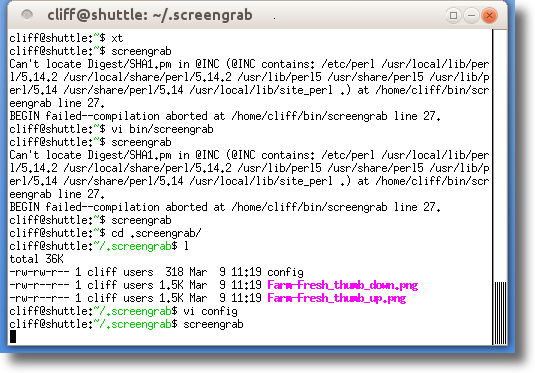 cliff@shuttle: ~/.screengrab
cliff@shuttle:~$ xt
cliff@shuttle:~$ screengrab
Can't locate Digest/SHA1.pm in @INC (@INC contains: /etc/perl /usr/local/lib/per
l/5.14.2 /usr/local/share/perl/5.14.2 /usr/lib/perl5 /usr/share/perl5 /usr/lib/p
erl/5.14 /usr/share/perl/5.14 /usr/local/lib/site_perl .) at /home/cliff/bin/scr
eengrab line 27.
BEGIN failed--compilation aborted at /home/cliff/bin/screengrab line 27.
cliff@shuttle:~$ vi bin/screengrab
cliff@shuttle:~$ screengrab
Can't locate Digest/SHA1.pm in @INC (@INC contains: /etc/perl /usr/local/lib/per
l/5.14.2 /usr/local/share/perl/5.14.2 /usr/lib/perl5 /usr/share/perl5 /usr/lib/p
erl/5.14 /usr/share/perl/5.14 /usr/local/lib/site_perl .) at /home/cliff/bin/scr
eengrab line 27.
BEGIN failed--compilation aborted at /home/cliff/bin/screengrab line 27.
cliff@shuttle:~$ screengrab
cliff@shuttle:~$ cd .screengrab/
cliff@shuttle:~/.screengrab$ l
total 36K
-rw-rw-r-- 1 cliff users  318 Mar  9 11:19 config
-rw-rw-r-- 1 cliff users 1.5K Mar  9 11:19 Farm-Fresh_thumb_down.png
-rw-rw-r-- 1 cliff users 1.5K Mar  9 11:19 Farm-Fresh_thumb_up.png
cliff@shuttle:~/.screengrab$ vi config
cliff@shuttle:~/.screengrab$ screengrab